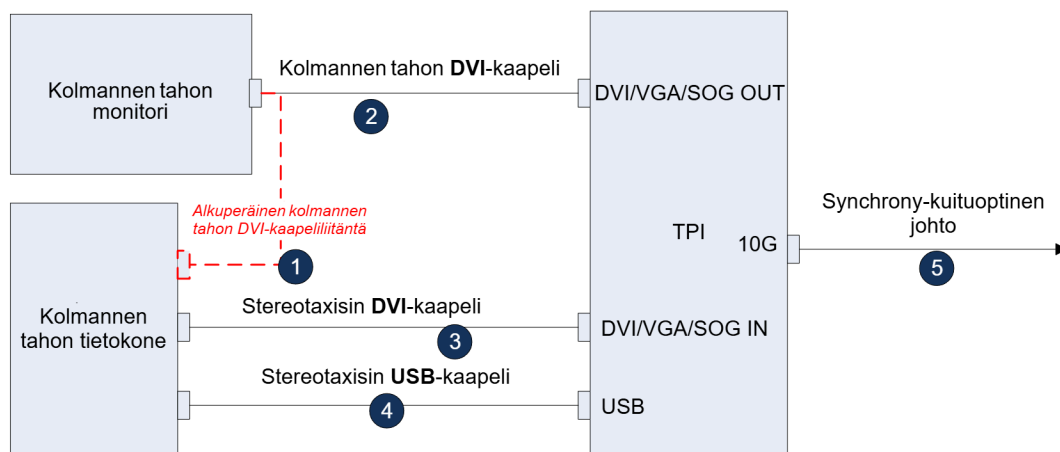 Kolmannen tahon
monitori
Kolmannen tahon DVI-kaapeli
2
DVI/VGA/SOG OUT
Alkuperäinen kolmannen
tahon DVI-kaapeliliitäntä
1
Kolmannen
tahon tietokone
Stereotaxisin DVI-kaapeli
3
DVI/VGA/SOG IN
Stereotaxisin USB-kaapeli
4
USB
TPI
10G
Synchrony-kuituoptinen
johto
5